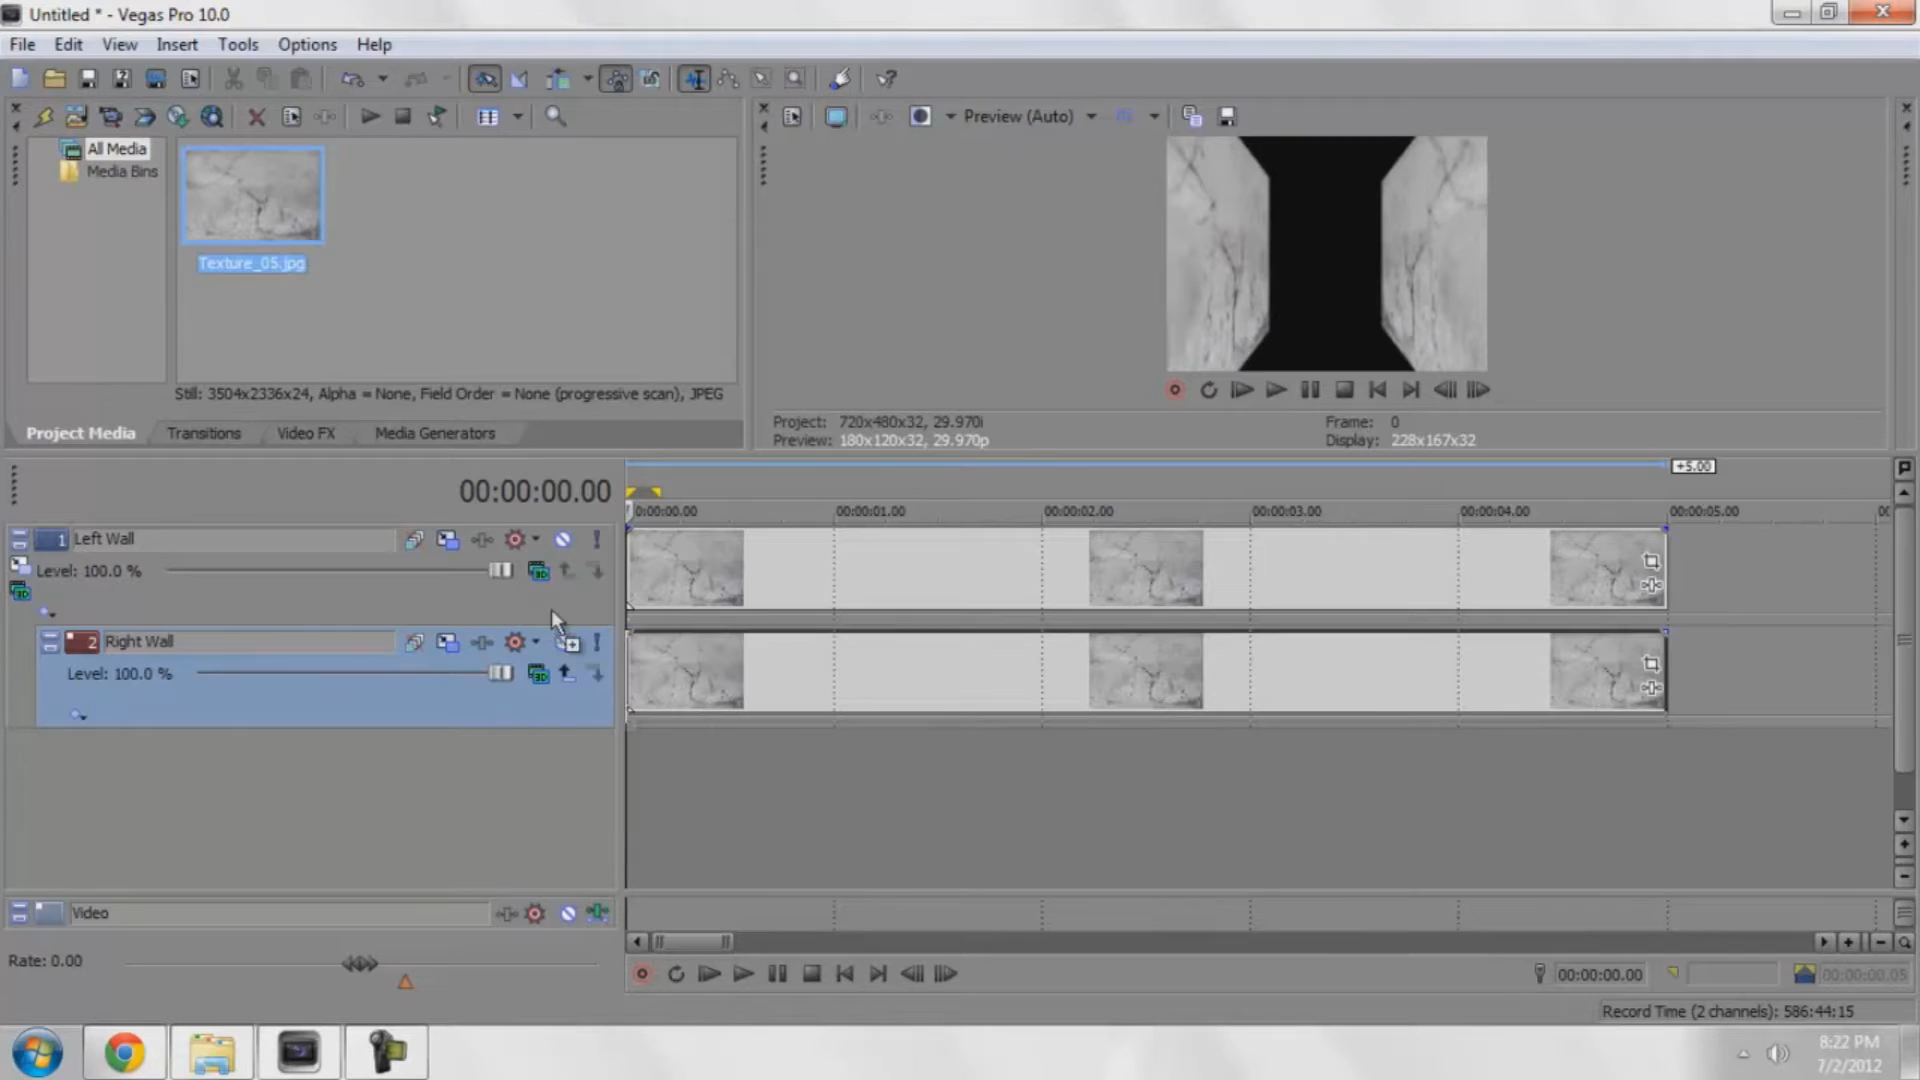 Untitled * - Vegas Pro 10.0
File Edit View Insert Tools Options Help
Preview (Auto)
All Media
Media Bins
Texture_05.jpg
Still: 3504x2336x24, Alpha = None, Field Order = None (progressive scan), JPEG
Project Media Transitions Video FX Media Generators
Project: 720x480x32, 29.970i
Preview: 180x120x32, 29.970p
Frame: 0
Display: 228x167x32
+5.00
00:00:00.00
0:00:00.00 00:00:01.00 00:00:02.00 00:00:03.00 00:00:04.00 00:00:05.00
1 Left Wall
Level: 100.0 %
2 Right Wall
Level: 100.0 %
Video
Rate: 0.00
00:00:00.00
00:00:00.05
Record Time (2 channels): 586:44:15
8:22 PM
7/2/2012